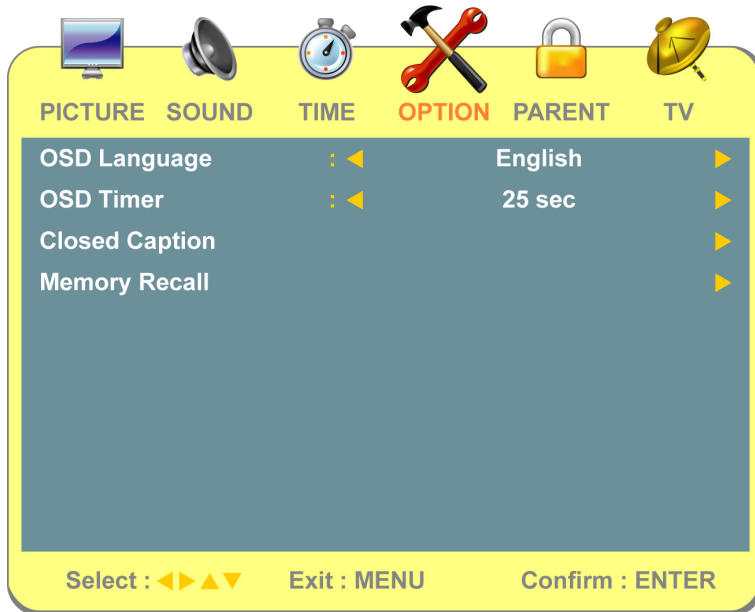 PICTURE SOUND TIME OPTION PARENT TV
OSD Language : English
OSD Timer : 25 sec
Closed Caption
Memory Recall
Select : ◀▶▲▼ Exit : MENU Confirm : ENTER